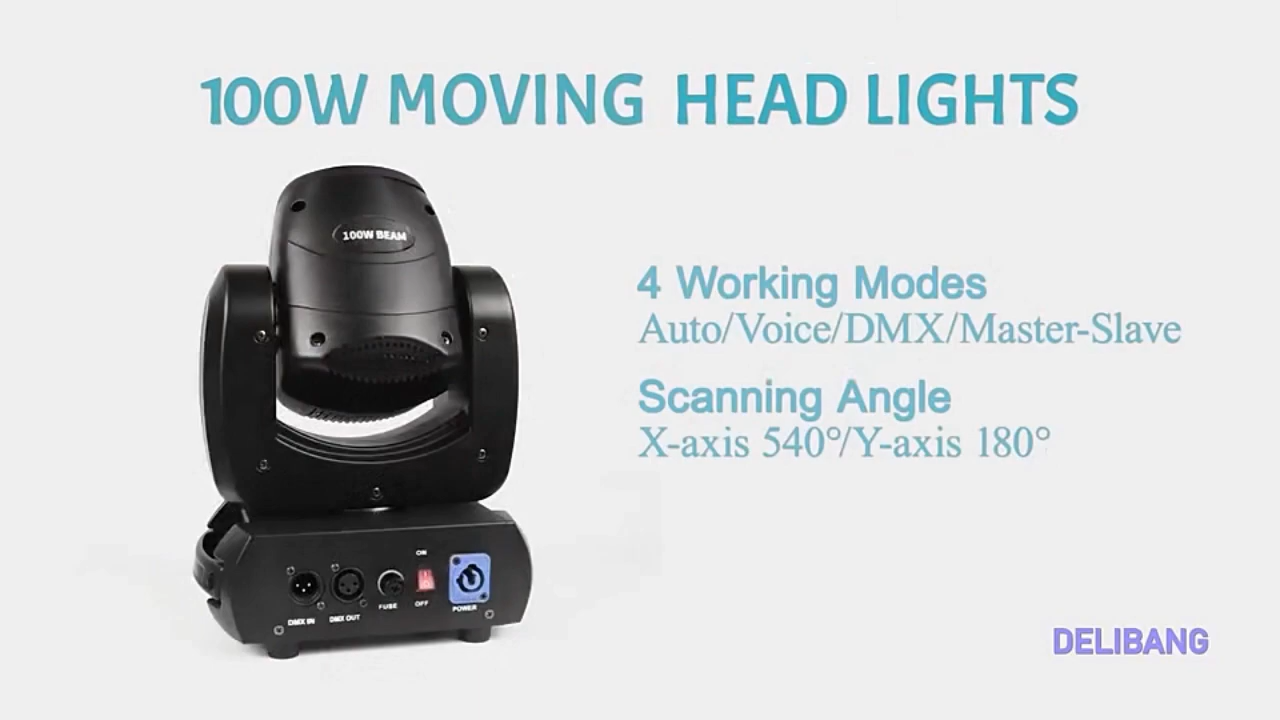 100W MOVING HEAD LIGHTS
100W BEAM
4 Working Modes
Auto/Voice/DMX/Master-Slave
Scanning Angle
X-axis 540°/Y-axis 180°
ON
DMX IN
DMX OUT
FUSE
OFF
POWER
DELIBANG